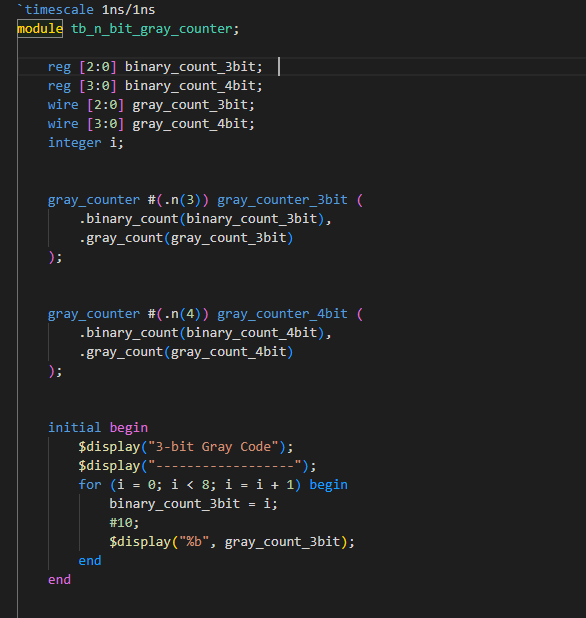 `timescale 1ns/1ns
module tb_n_bit_gray_counter;
reg [2:0] binary_count_3bit;
reg [3:0] binary_count_4bit;
wire [2:0] gray_count_3bit;
wire [3:0] gray_count_4bit;
integer i;
gray_counter #(.n(3)) gray_counter_3bit (
.binary_count(binary_count_3bit),
.gray_count(gray_count_3bit)
);
gray_counter #(.n(4)) gray_counter_4bit (
.binary_count(binary_count_4bit),
.gray_count(gray_count_4bit)
);
initial begin
$display("3-bit Gray Code");
$display("------------------");
for (i = 0; i < 8; i = i + 1) begin
binary_count_3bit = i;
#10;
$display("%b", gray_count_3bit);
end
end